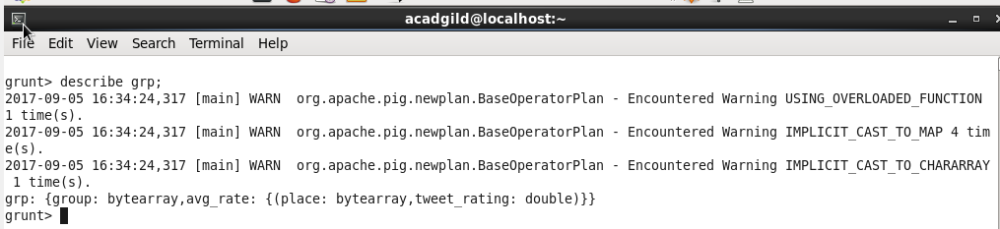 acadgild@localhost:~
File Edit View Search Terminal Help
grunt> describe grp;
2017-09-05 16:34:24,317 [main] WARN  org.apache.pig.newplan.BaseOperatorPlan - Encountered Warning USING_OVERLOADED_FUNCTION
1 time(s).
2017-09-05 16:34:24,317 [main] WARN  org.apache.pig.newplan.BaseOperatorPlan - Encountered Warning IMPLICIT_CAST_TO_MAP 4 tim
e(s).
2017-09-05 16:34:24,317 [main] WARN  org.apache.pig.newplan.BaseOperatorPlan - Encountered Warning IMPLICIT_CAST_TO_CHARARRAY
 1 time(s).
grp: {group: bytearray,avg_rate: {(place: bytearray,tweet_rating: double)}}
grunt>